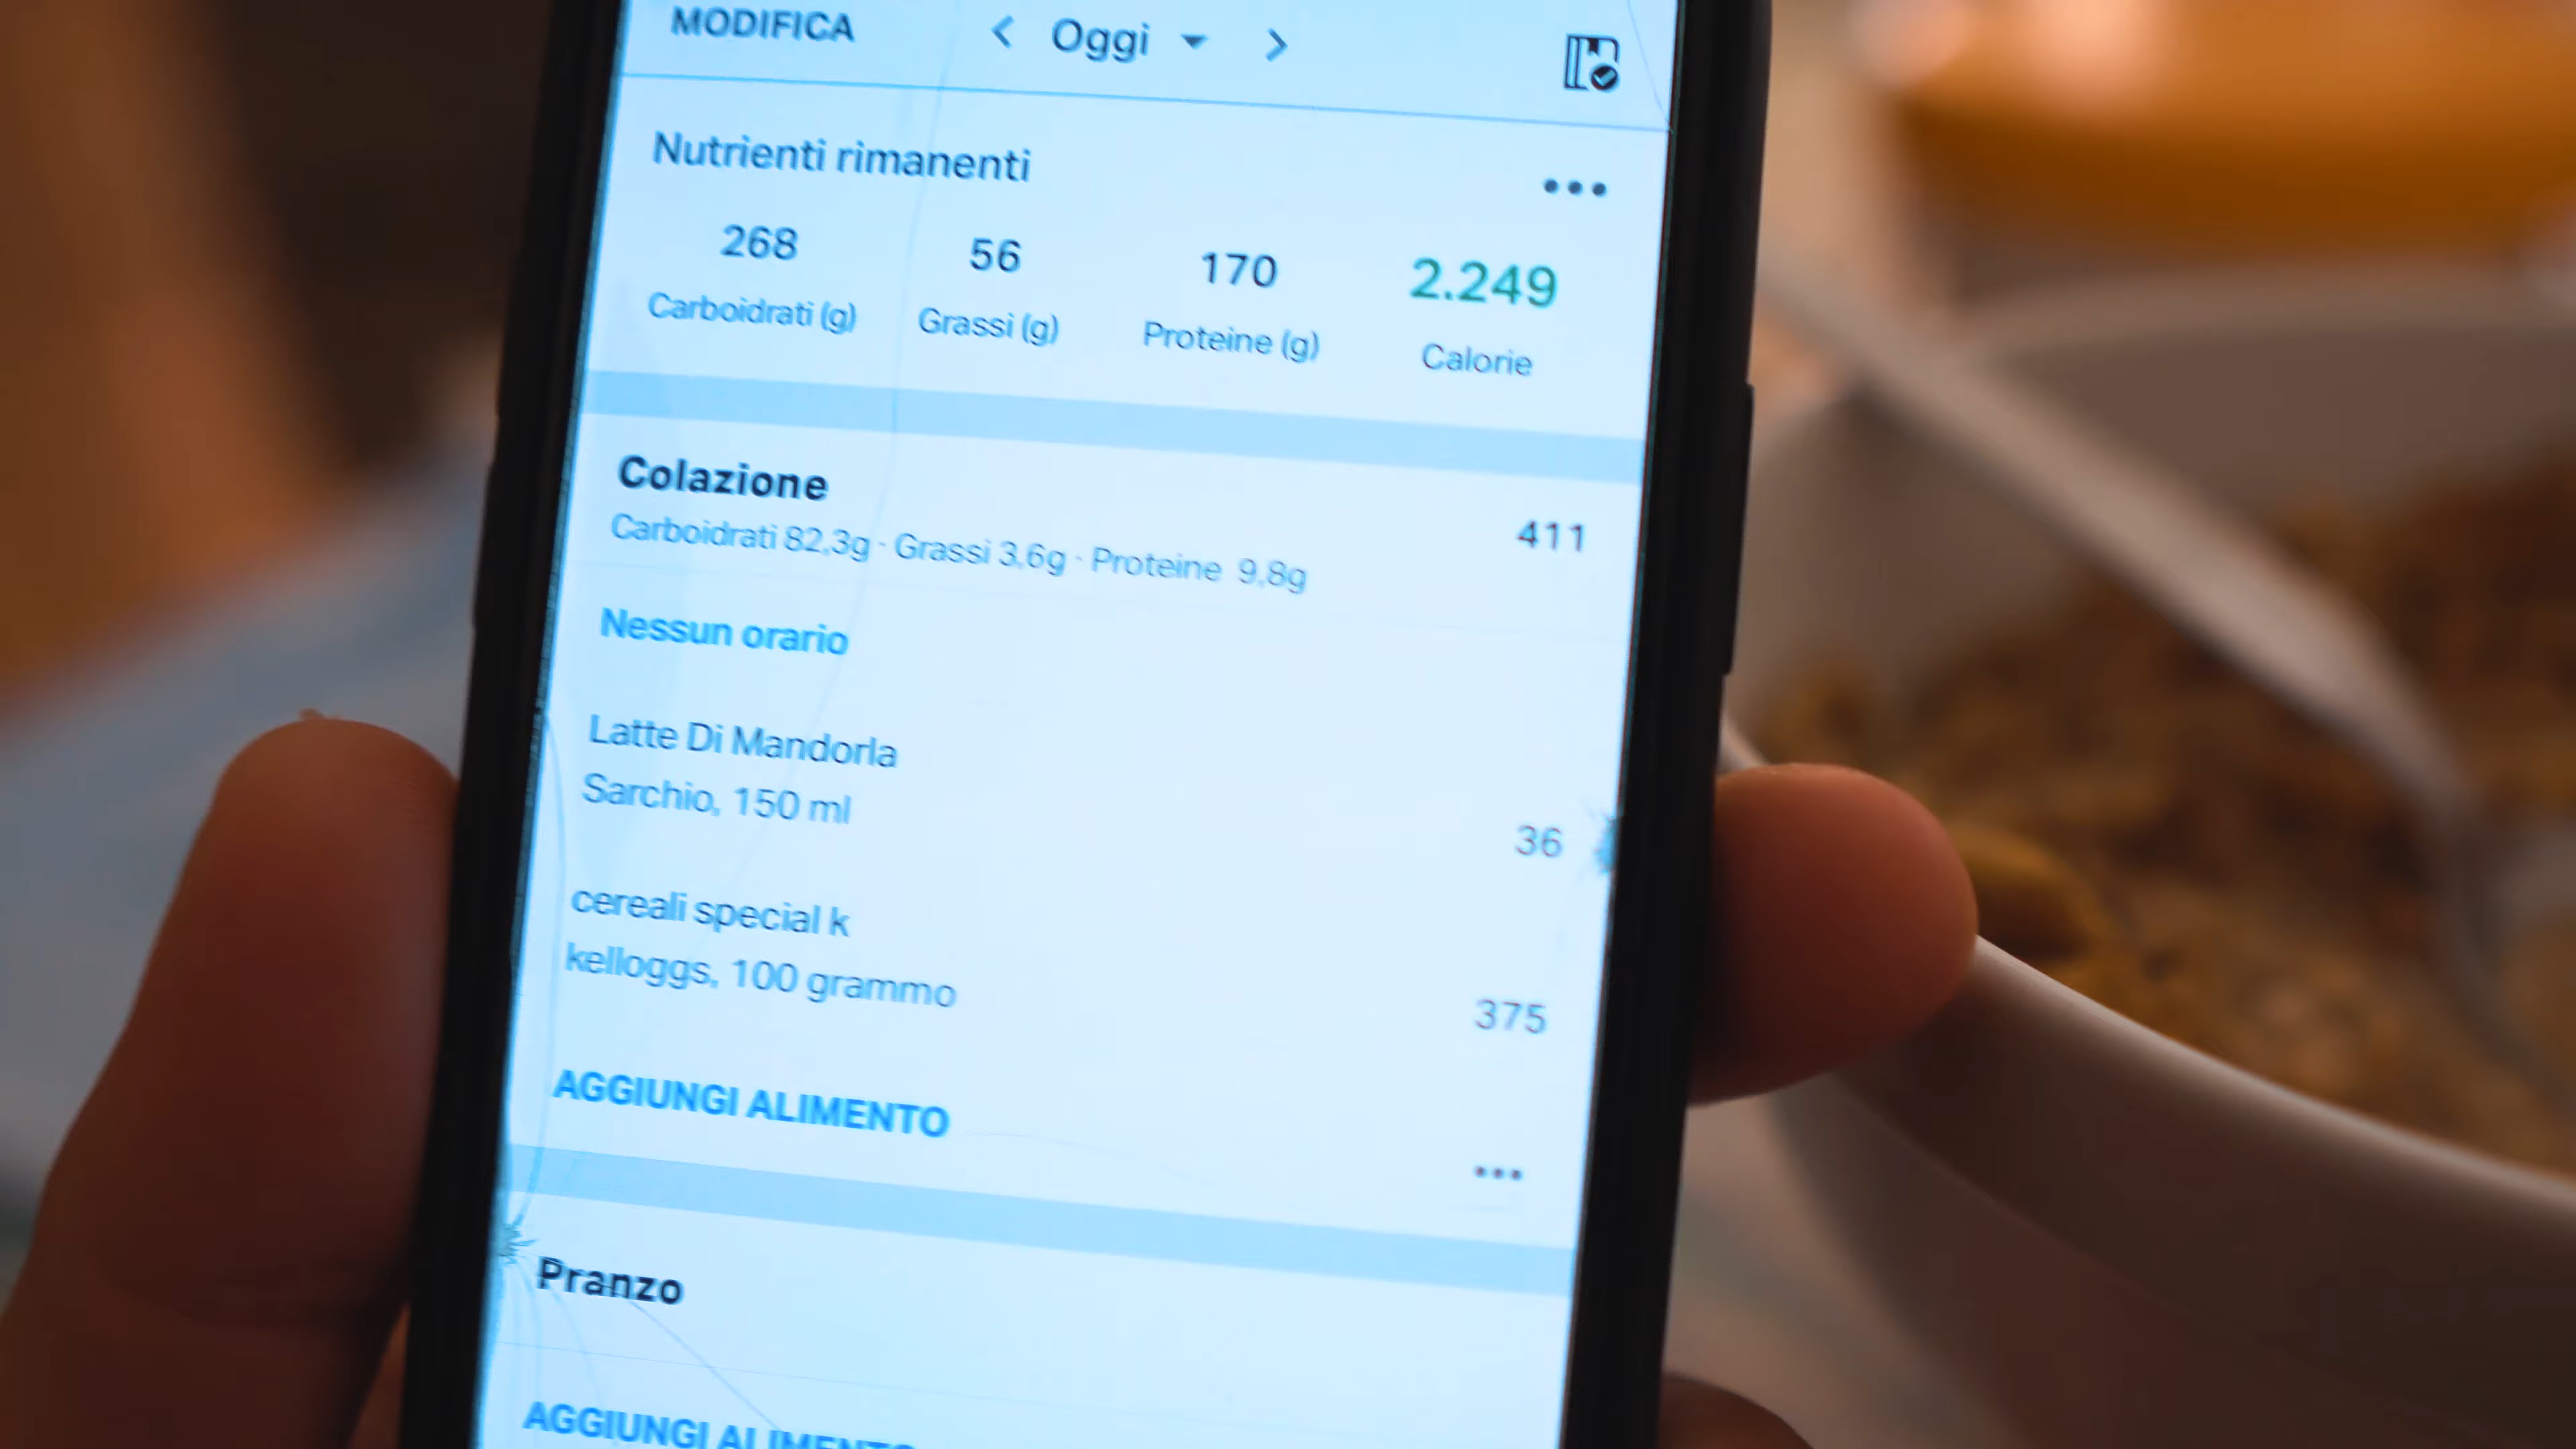 MODIFICA
Oggi
Nutrienti rimanenti
268 56 170 2.249
Carboidrati (g) Grassi (g) Proteine (g) Calorie
Colazione 411
Carboidrati 82,3g · Grassi 3,6g · Proteine 9,8g
Nessun orario
Latte Di Mandorla
Sarchio, 150 ml 36
cereali special k
kelloggs, 100 grammo 375
AGGIUNGI ALIMENTO
Pranzo
AGGIUNGI ALIMENTO